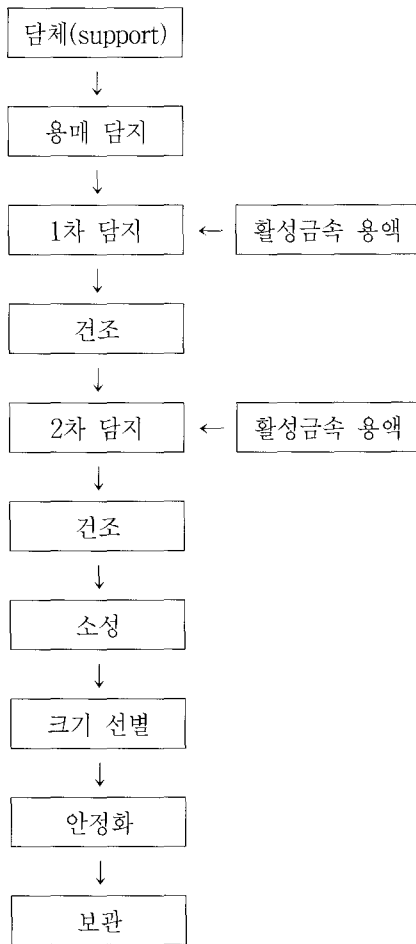 담체(support)
↓
용매 담지
↓
1차 담지 ← 활성금속 용액
↓
건조
↓
2차 담지 ← 활성금속 용액
↓
건조
↓
소성
↓
크기 선별
↓
안정화
↓
보관